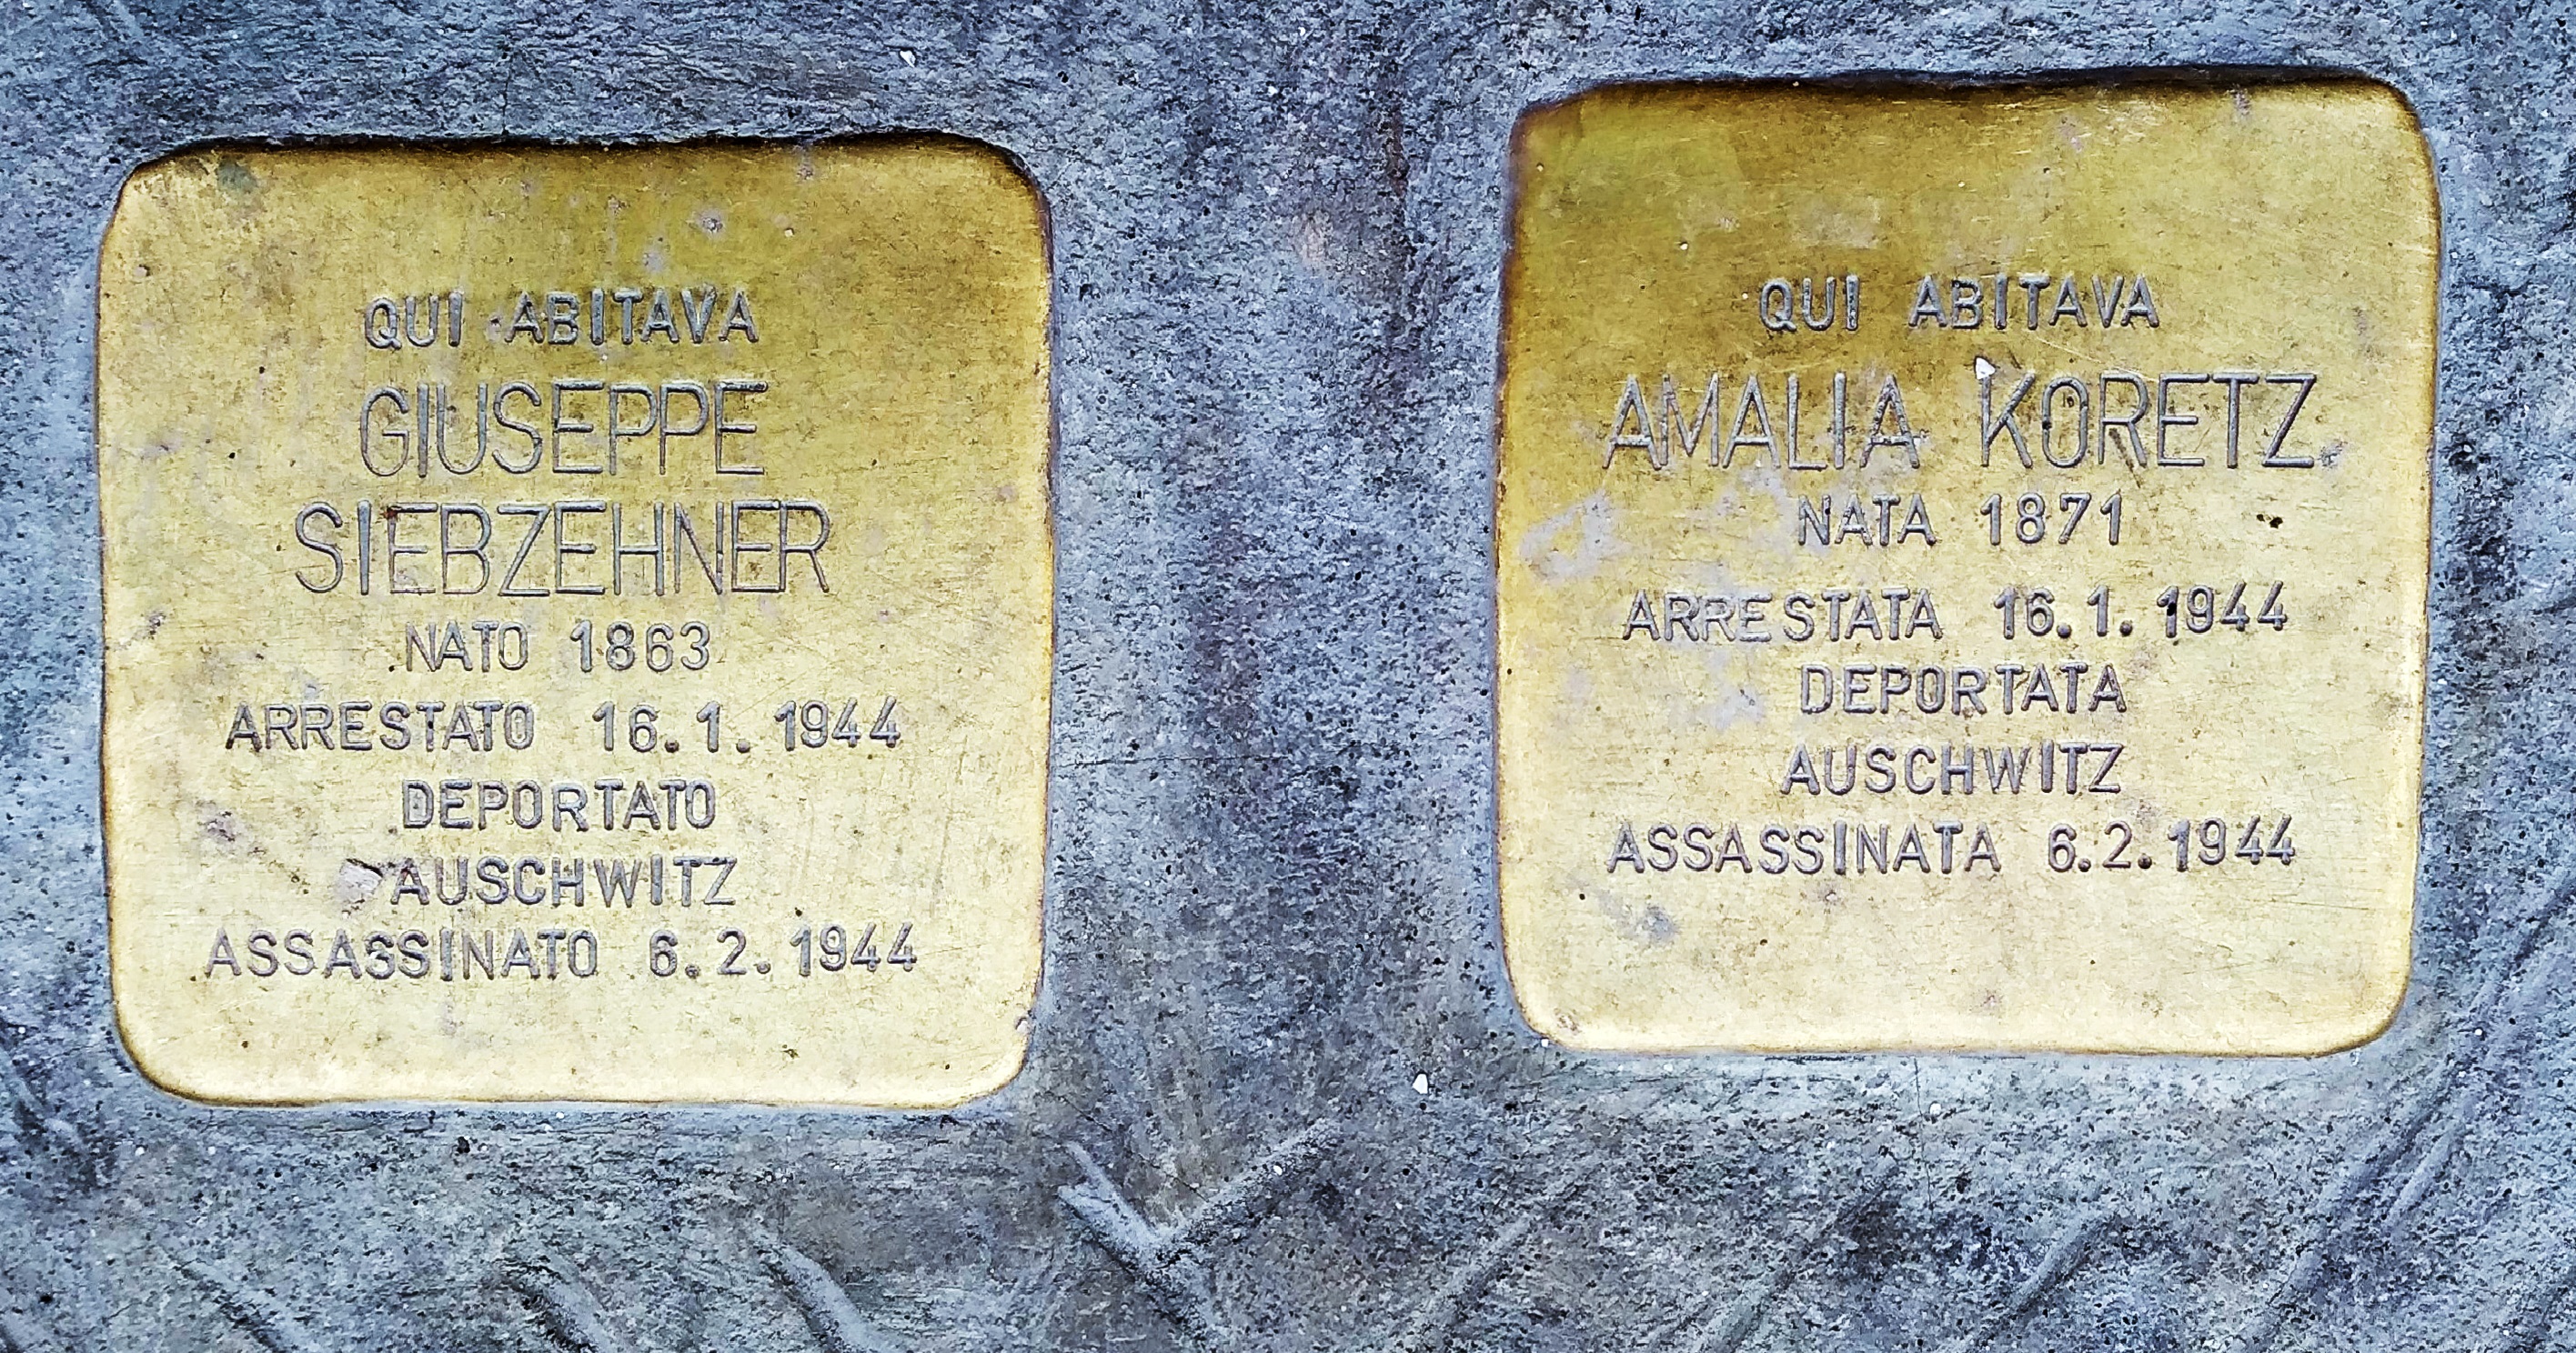 QUI ABITAVA
GIUSEPPE
SIEBZEHNER
NATO 1863
ARRESTATO 16.1.1944
DEPORTATO
AUSCHWITZ
ASSASSINATO 6.2.1944
QUI ABITAVA
AMALIA KORETZ
NATA 1871
ARRESTATA 16.1.1944
DEPORTATA
AUSCHWITZ
ASSASSINATA 6.2.1944